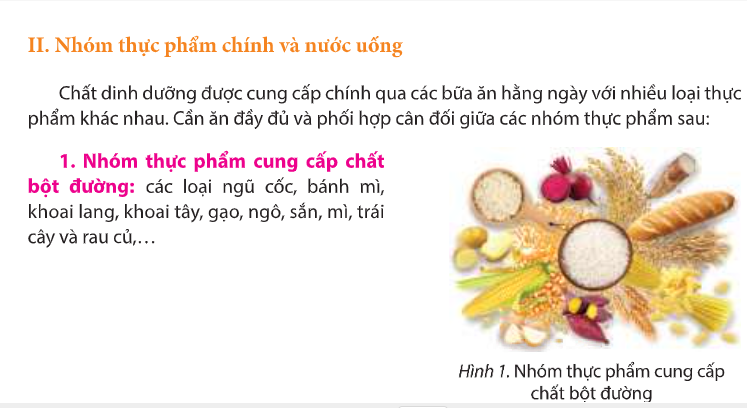 II. Nhóm thực phẩm chính và nước uống
Chất dinh dưỡng được cung cấp chính qua các bữa ăn hằng ngày với nhiều loại thực
phẩm khác nhau. Cần ăn đầy đủ và phối hợp cân đối giữa các nhóm thực phẩm sau:
1. Nhóm thực phẩm cung cấp chất
bột đường: các loại ngũ cốc, bánh mì,
khoai lang, khoai tây, gạo, ngô, sắn, mì, trái
cây và rau củ,...
Hình 1. Nhóm thực phẩm cung cấp
chất bột đường